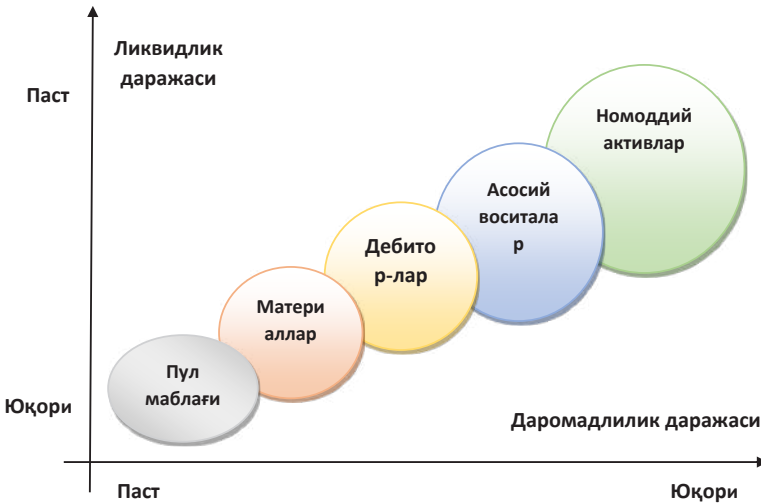 Ликвидлик
даражаси
Паст
Номоддий
активлар
Асосий
воситала
р
Дебито
р-лар
Матери
аллар
Пул
маблағи
Юқори
Даромадлилик даражаси
Паст
Юқори